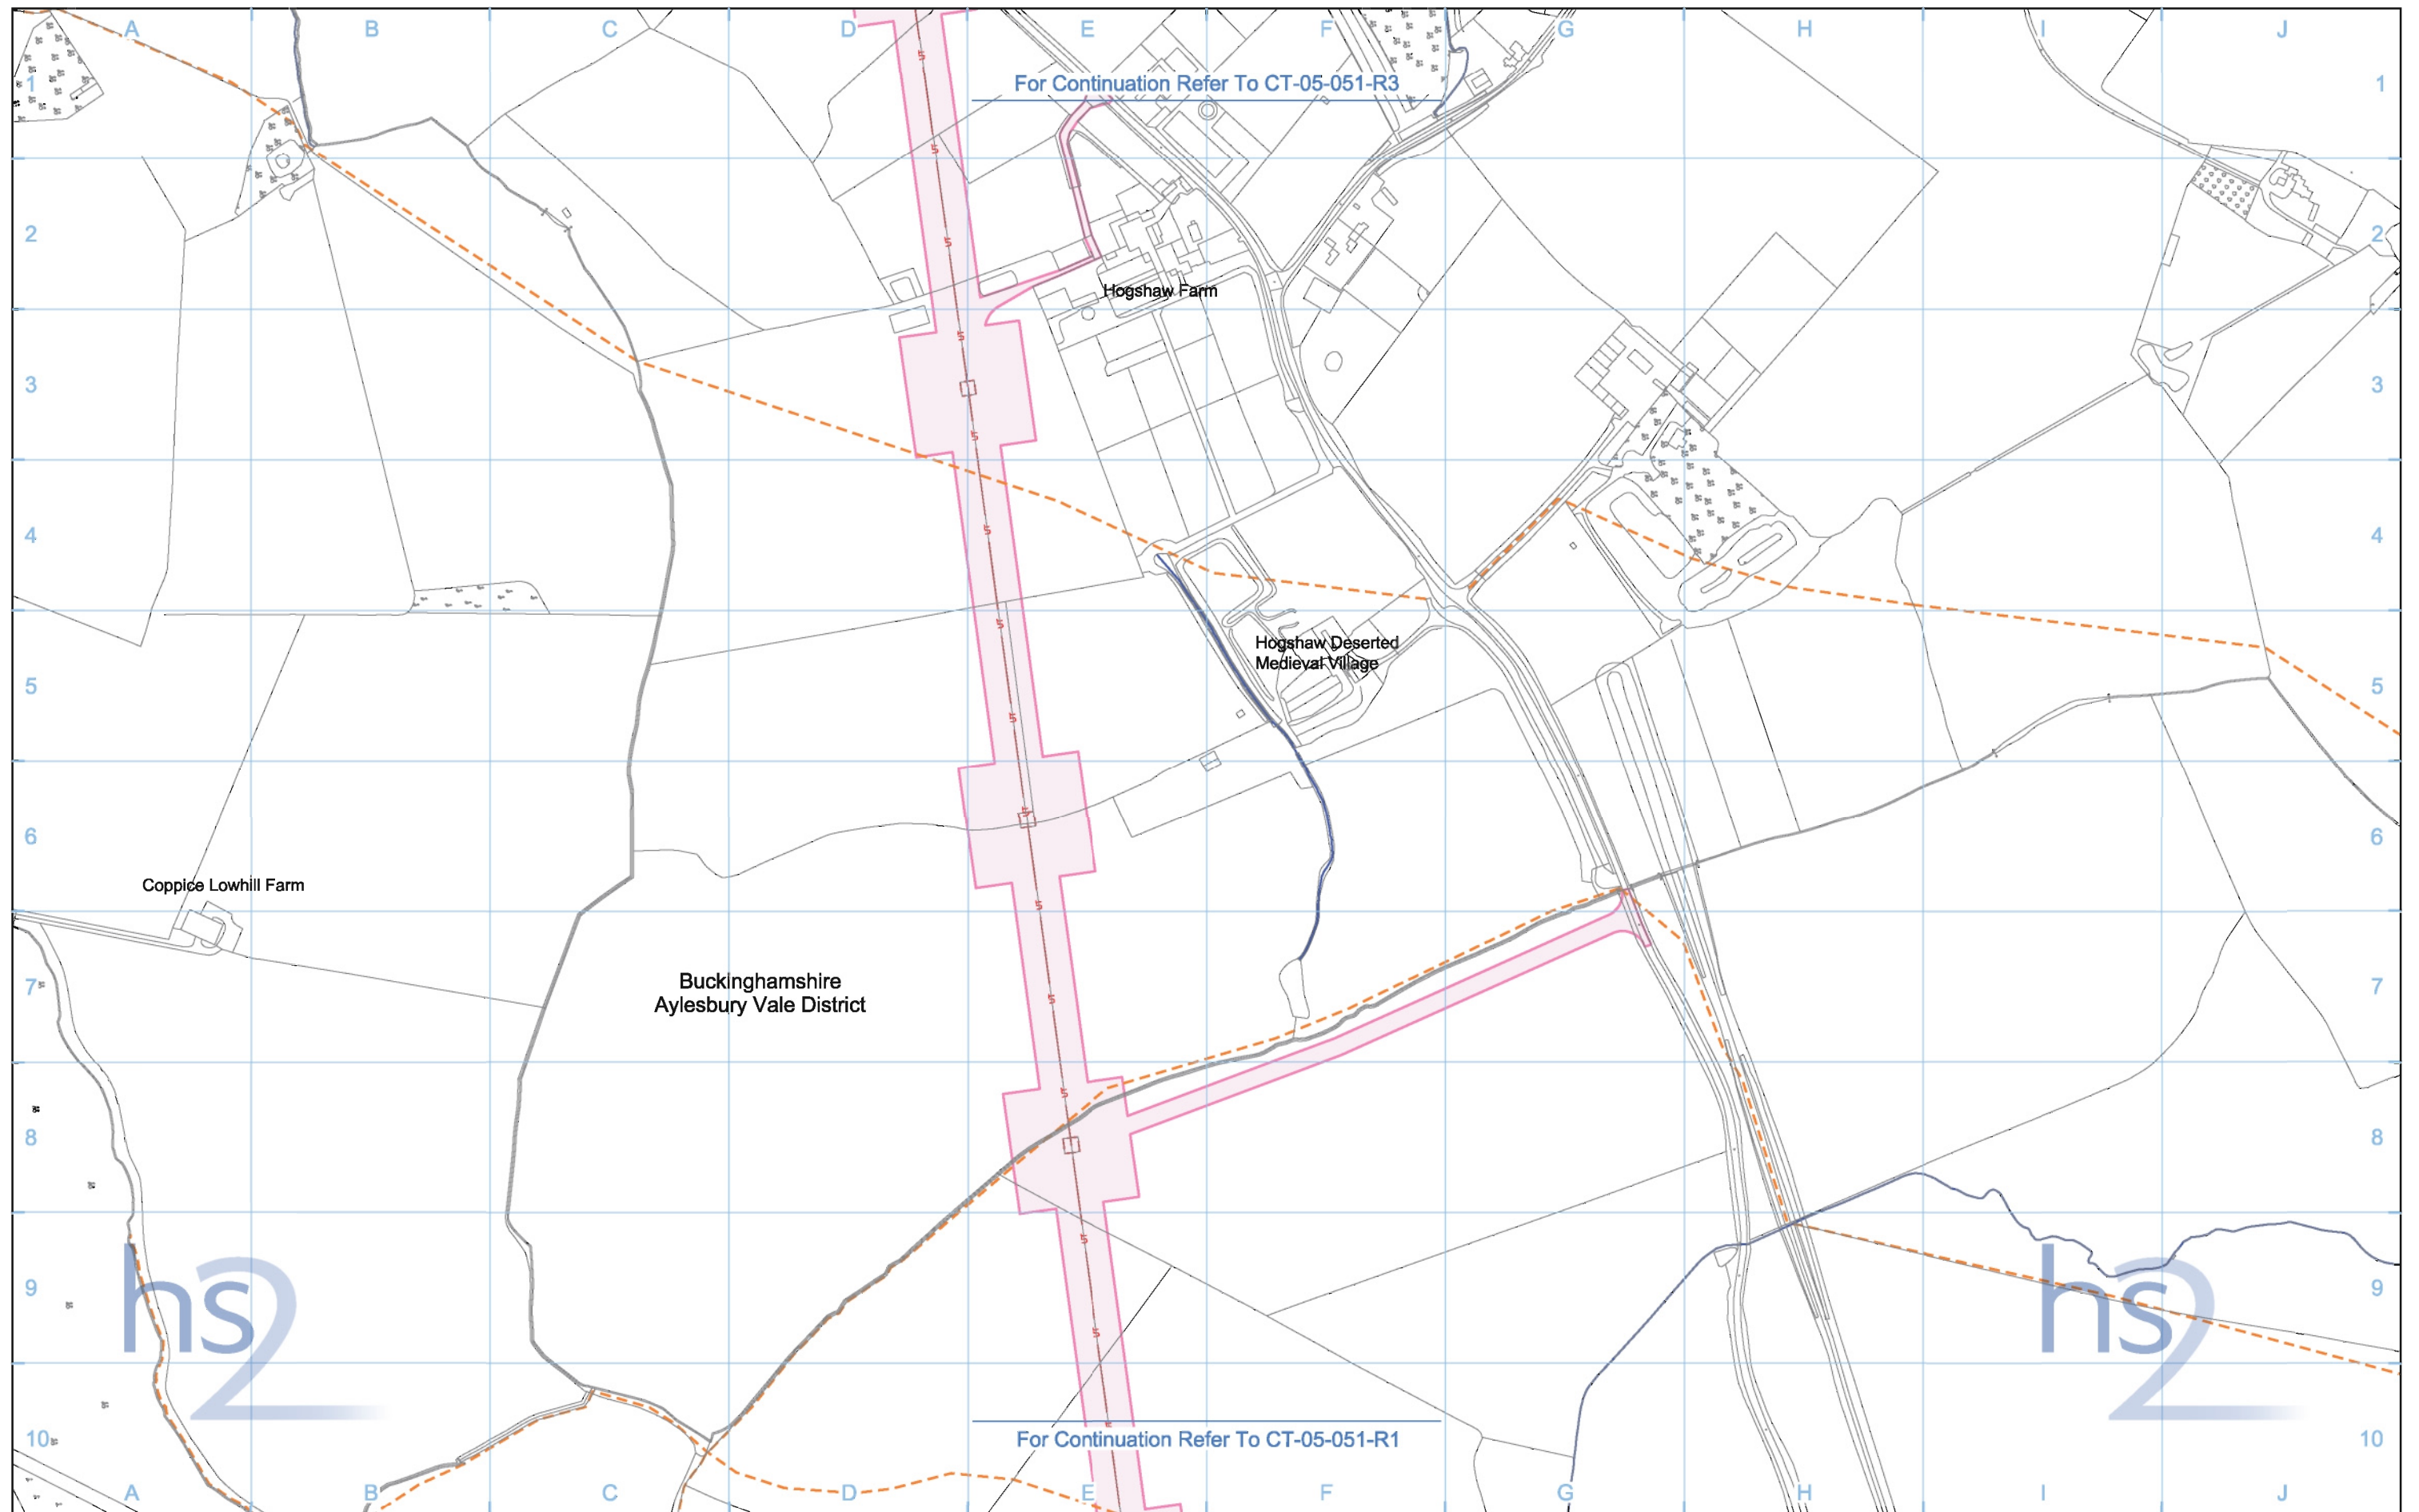 A B C D E F G H I J
For Continuation Refer To CT-05-051-R3
1 1
2 2
Hogshaw Farm
3 3
4 4
Hogshaw Deserted
Medieval Village
5 5
6 6
Coppice Lowhill Farm
7 7
Buckinghamshire
Aylesbury Vale District
8 8
9 9
hs2 hs2
10 10
For Continuation Refer To CT-05-051-R1
A B C D E F G H I J